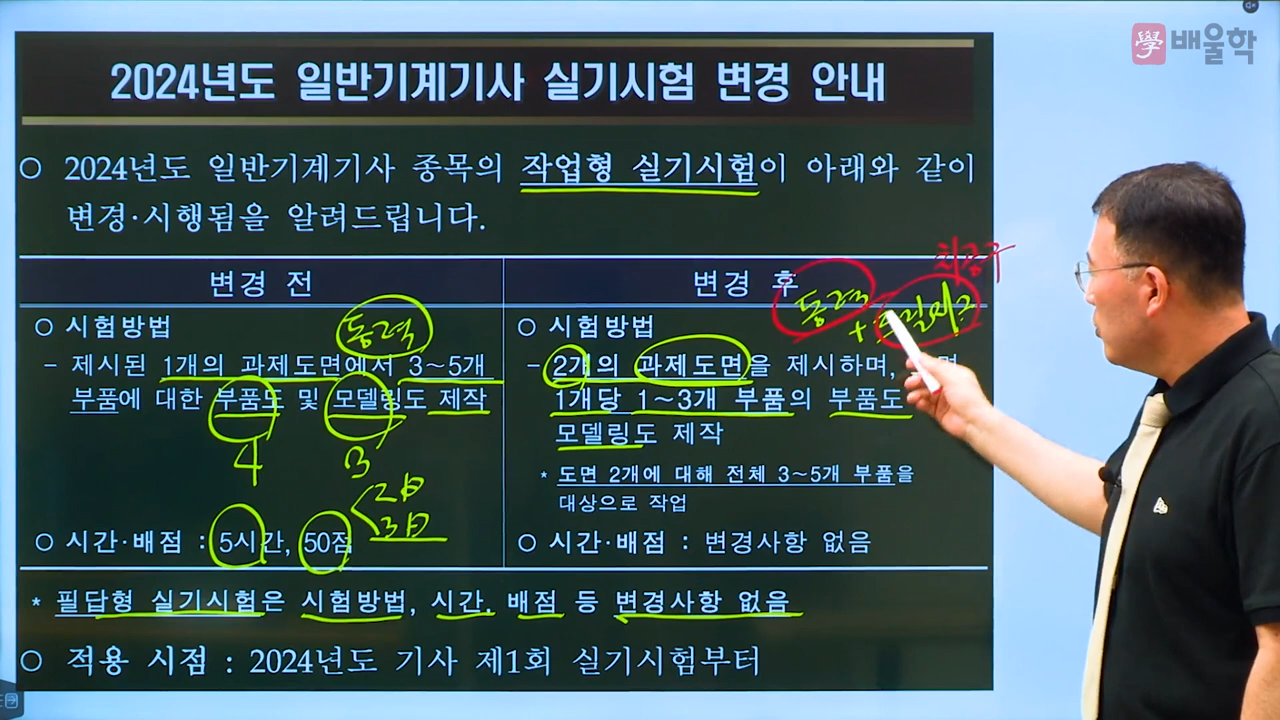 學 배울학
2024년도 일반기계기사 실기시험 변경 안내
○ 2024년도 일반기계기사 종목의 작업형 실기시험이 아래와 같이
변경·시행됨을 알려드립니다.
변경 전
○ 시험방법
동력
- 제시된 1개의 과제도면에서 3~5개
부품에 대한 부품도 및 모델링도 제작
4
3
2D
3D
○ 시간·배점 : 5시간, 50점
변경 후
치공구
동력
+
○ 시험방법
- 2개의 과제도면을 제시하며,
1개당 1~3개 부품의 부품도
모델링도 제작
* 도면 2개에 대해 전체 3~5개 부품을
대상으로 작업
○ 시간·배점 : 변경사항 없음
* 필답형 실기시험은 시험방법, 시간, 배점 등 변경사항 없음
○ 적용 시점 : 2024년도 기사 제1회 실기시험부터